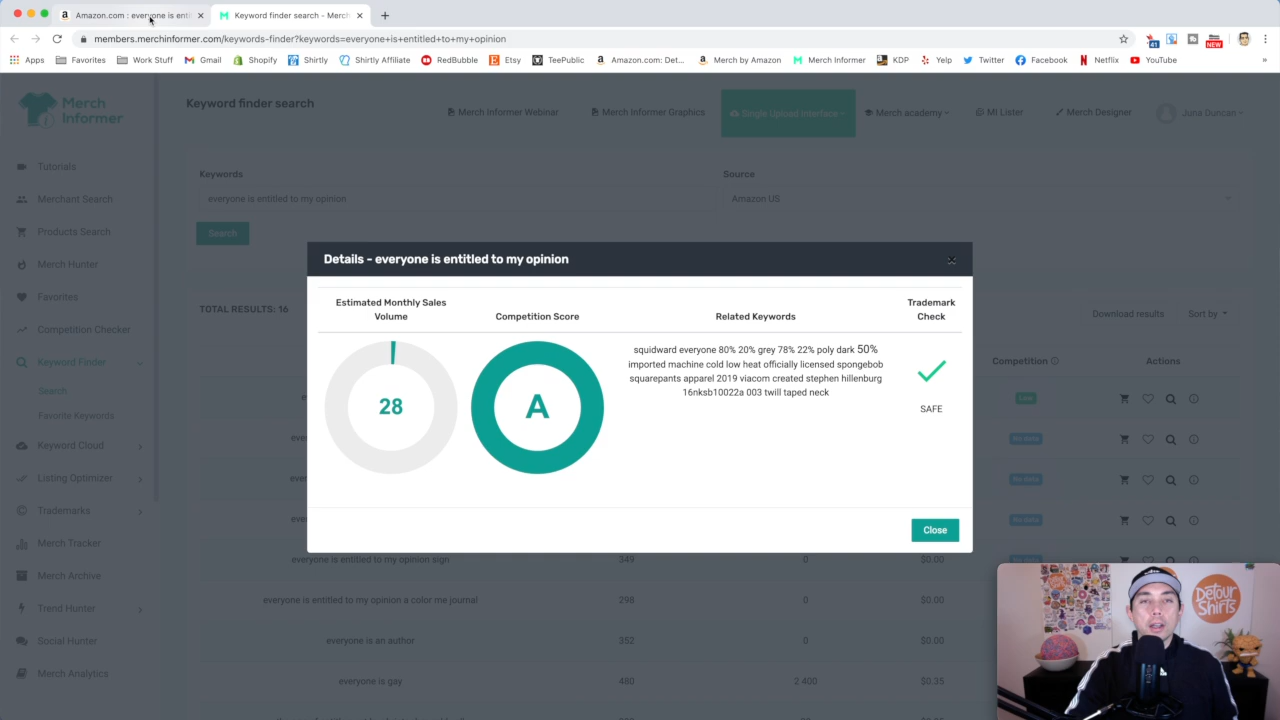 Amazon.com : everyone is enti
Keyword finder search - Merch
members.merchinformer.com/keywords-finder?keywords=everyone+is+entitled+to+my+opinion
41
NEW
Apps
Favorites
Work Stuff
Gmail
Shopify
Shirtly
Shirtly Affiliate
RedBubble
Etsy
TeePublic
Amazon.com: Det...
Merch by Amazon
Merch Informer
KDP
Yelp
Twitter
Facebook
Netflix
YouTube
»
Merch
Informer
Keyword finder search
Merch Informer Webinar
Merch Informer Graphics
Single Upload Interface
Merch academy
MI Lister
Merch Designer
Juna Duncan
Tutorials
Merchant Search
Products Search
Merch Hunter
Favorites
Competition Checker
Keyword Finder
Search
Favorite Keywords
Keyword Cloud
Listing Optimizer
Trademarks
Merch Tracker
Merch Archive
Trend Hunter
Social Hunter
Merch Analytics
Keywords
Source
everyone is entitled to my opinion
Amazon US
Search
TOTAL RESULTS: 16
Download results
Sort by
Competition
Actions
Low
No data
No data
No data
No data
Details - everyone is entitled to my opinion
Estimated Monthly Sales
Volume
Competition Score
Related Keywords
Trademark
Check
28
A
squidward everyone 80% 20% grey 78% 22% poly dark 50%
imported machine cold low heat officially licensed spongebob
squarepants apparel 2019 viacom created stephen hillenburg
16nksb10022a 003 twill taped neck
SAFE
Close
everyone is entitled to my opinion sign 349 0 $0.00
everyone is entitled to my opinion a color me journal 298 0 $0.00
everyone is an author 352 0 $0.00
everyone is gay 480 2 400 $0.35
DETOUR
SHIRTS